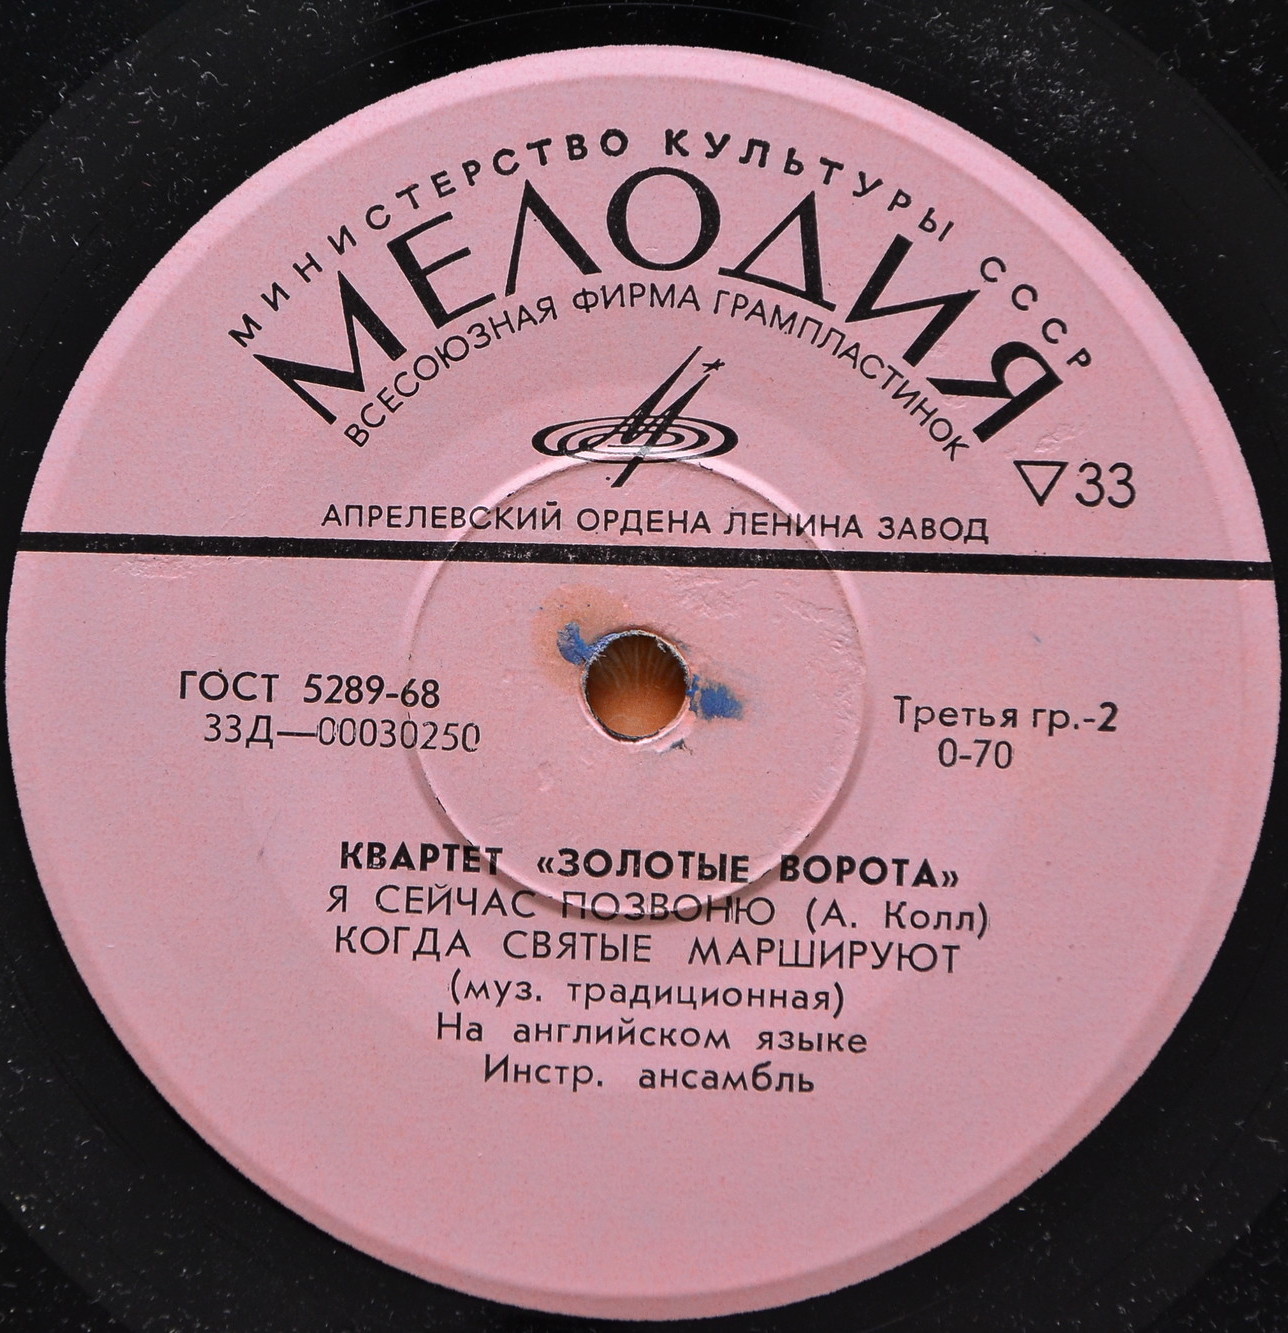 МИНИСТЕРСТВО КУЛЬТУРЫ СССР
МЕЛОДИЯ
ВСЕСОЮЗНАЯ ФИРМА ГРАМПЛАСТИНОК
33
АПРЕЛЕВСКИЙ ОРДЕНА ЛЕНИНА ЗАВОД
ГОСТ 5289-68
33Д—00030250
Третья гр.-2
0-70
КВАРТЕТ «ЗОЛОТЫЕ ВОРОТА»
Я СЕЙЧАС ПОЗВОНЮ (А. Колл)
КОГДА СВЯТЫЕ МАРШИРУЮТ
(муз. традиционная)
На английском языке
Инстр. ансамбль